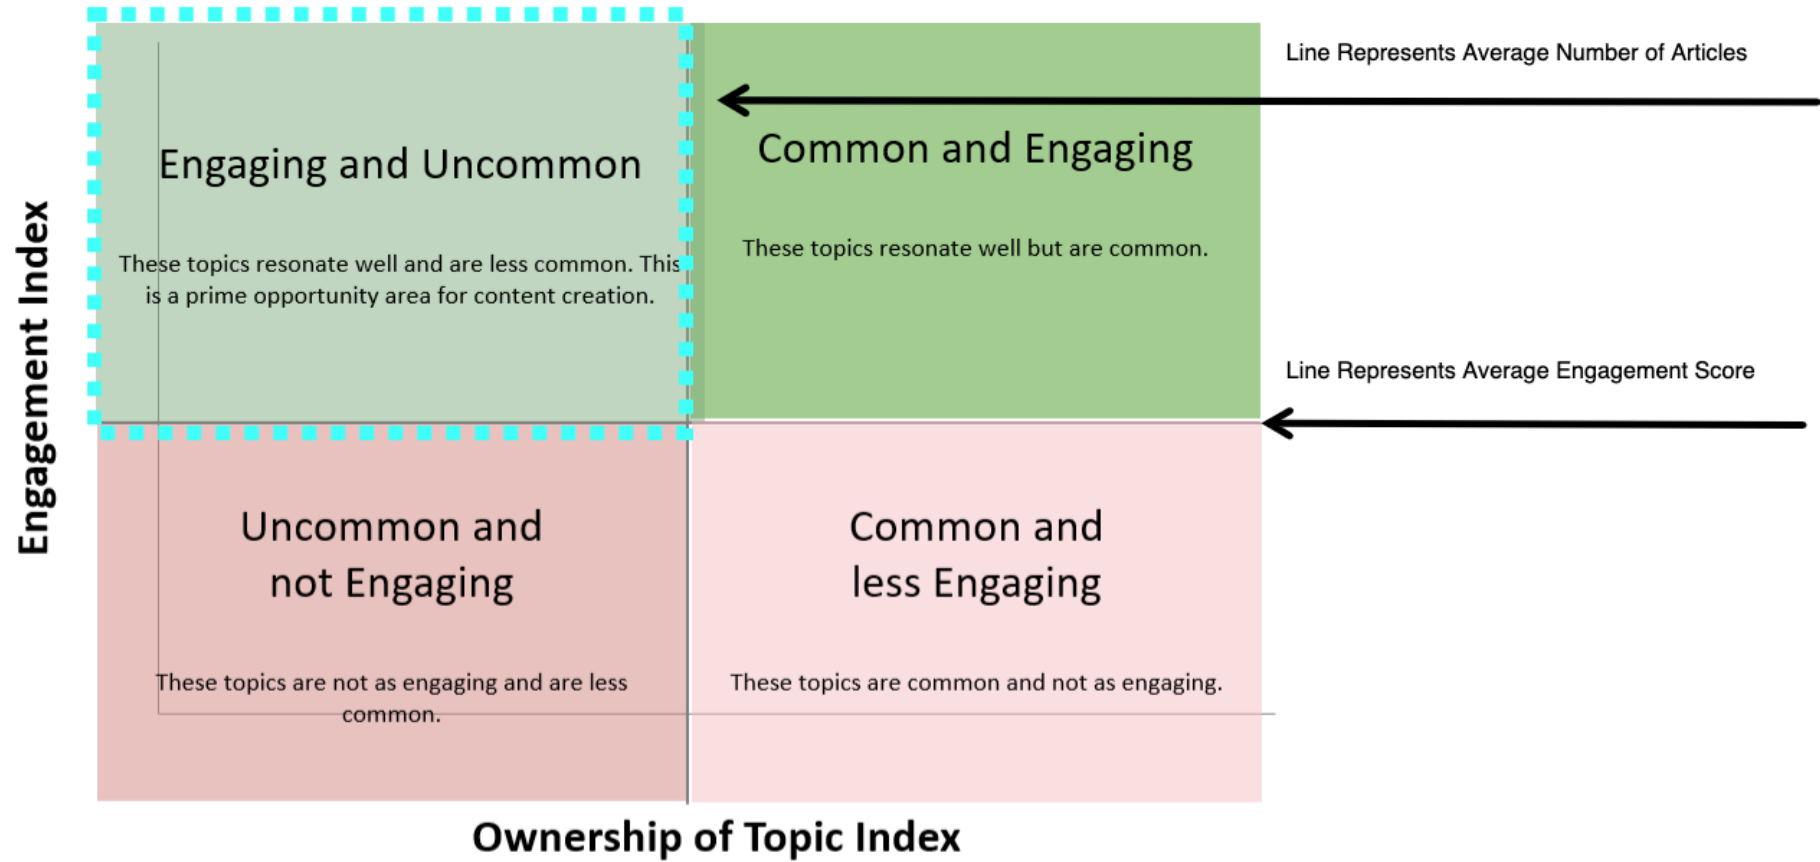 Line Represents Average Number of Articles
Engaging and Uncommon
Common and Engaging
These topics resonate well and are less common. This
is a prime opportunity area for content creation.
These topics resonate well but are common.
Engagement Index
Line Represents Average Engagement Score
Uncommon and
not Engaging
Common and
less Engaging
These topics are not as engaging and are less
common.
These topics are common and not as engaging.
Ownership of Topic Index